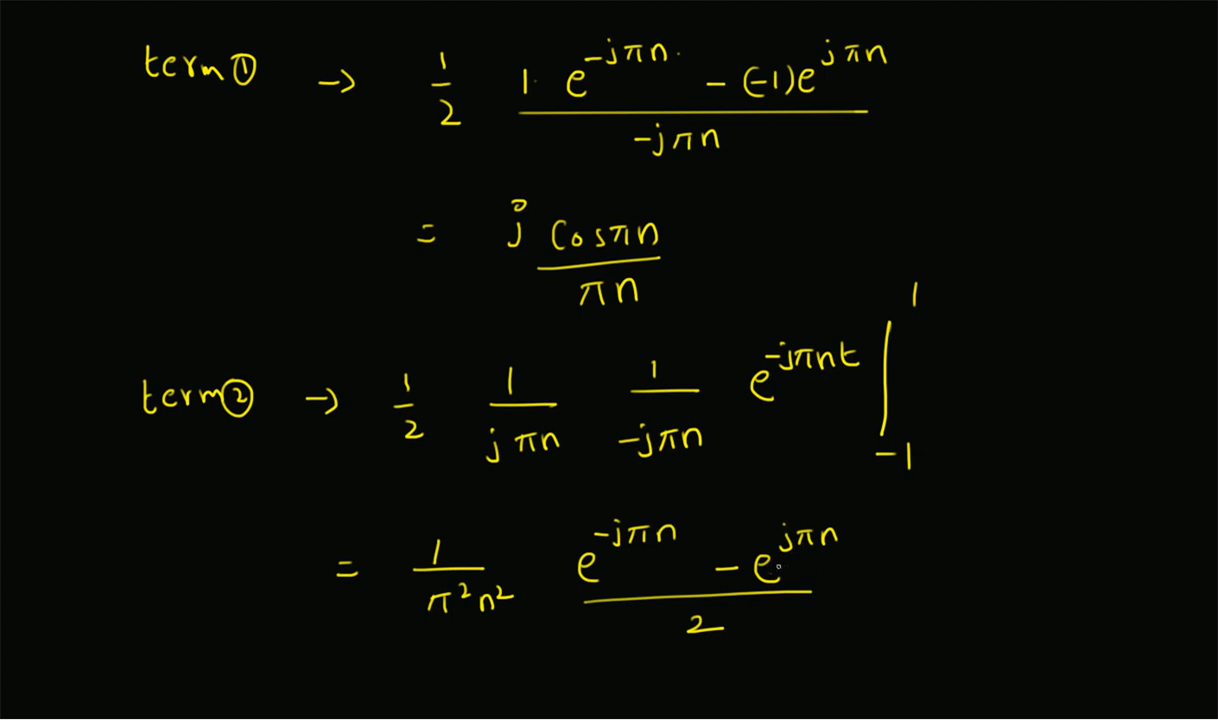 term① → 1/2 (1· e^{-jπn} - (-1)e^{jπn})/(-jπn)
= j cosπn/πn
term② → 1/2 1/(jπn) 1/(-jπn) e^{-jπnt} |_{-1}^{1}
= 1/(π²n²) (e^{-jπn} - e^{jπn})/2